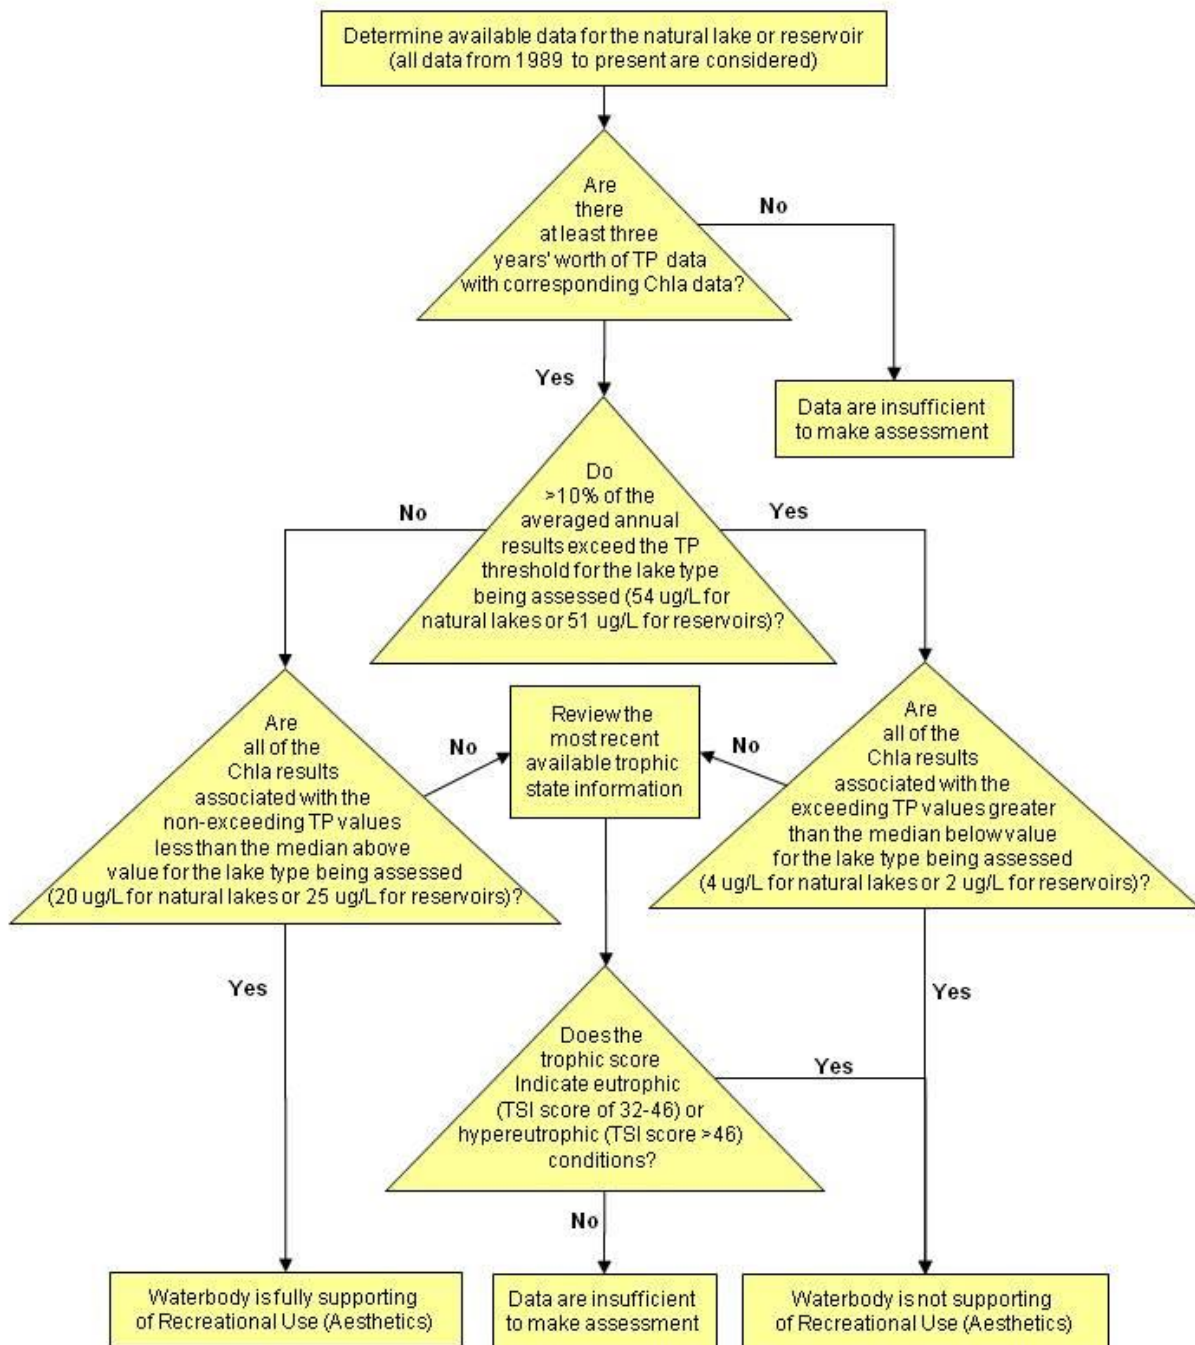 Determine available data for the natural lake or reservoir
(all data from 1989 to present are considered)
Are
there
at least three
years' worth of TP data
with corresponding Chla data?
No
Yes
Data are insufficient
to make assessment
Do
>10% of the
averaged annual
results exceed the TP
threshold for the lake type
being assessed (54 ug/L for
natural lakes or 51 ug/L for reservoirs)?
No
Yes
Are
all of the
Chla results
associated with the
non-exceeding TP values
less than the median above
value for the lake type being assessed
(20 ug/L for natural lakes or 25 ug/L for reservoirs)?
No
Review the
most recent
available trophic
state information
No
Are
all of the
Chla results
associated with the
exceeding TP values greater
than the median below value
for the lake type being assessed
(4 ug/L for natural lakes or 2 ug/L for reservoirs)?
Yes
Yes
Does the
trophic score
Indicate eutrophic
(TSI score of 32-46) or
hypereutrophic (TSI score >46)
conditions?
Yes
No
Waterbody is fully supporting
of Recreational Use (Aesthetics)
Data are insufficient
to make assessment
Waterbody is not supporting
of Recreational Use (Aesthetics)